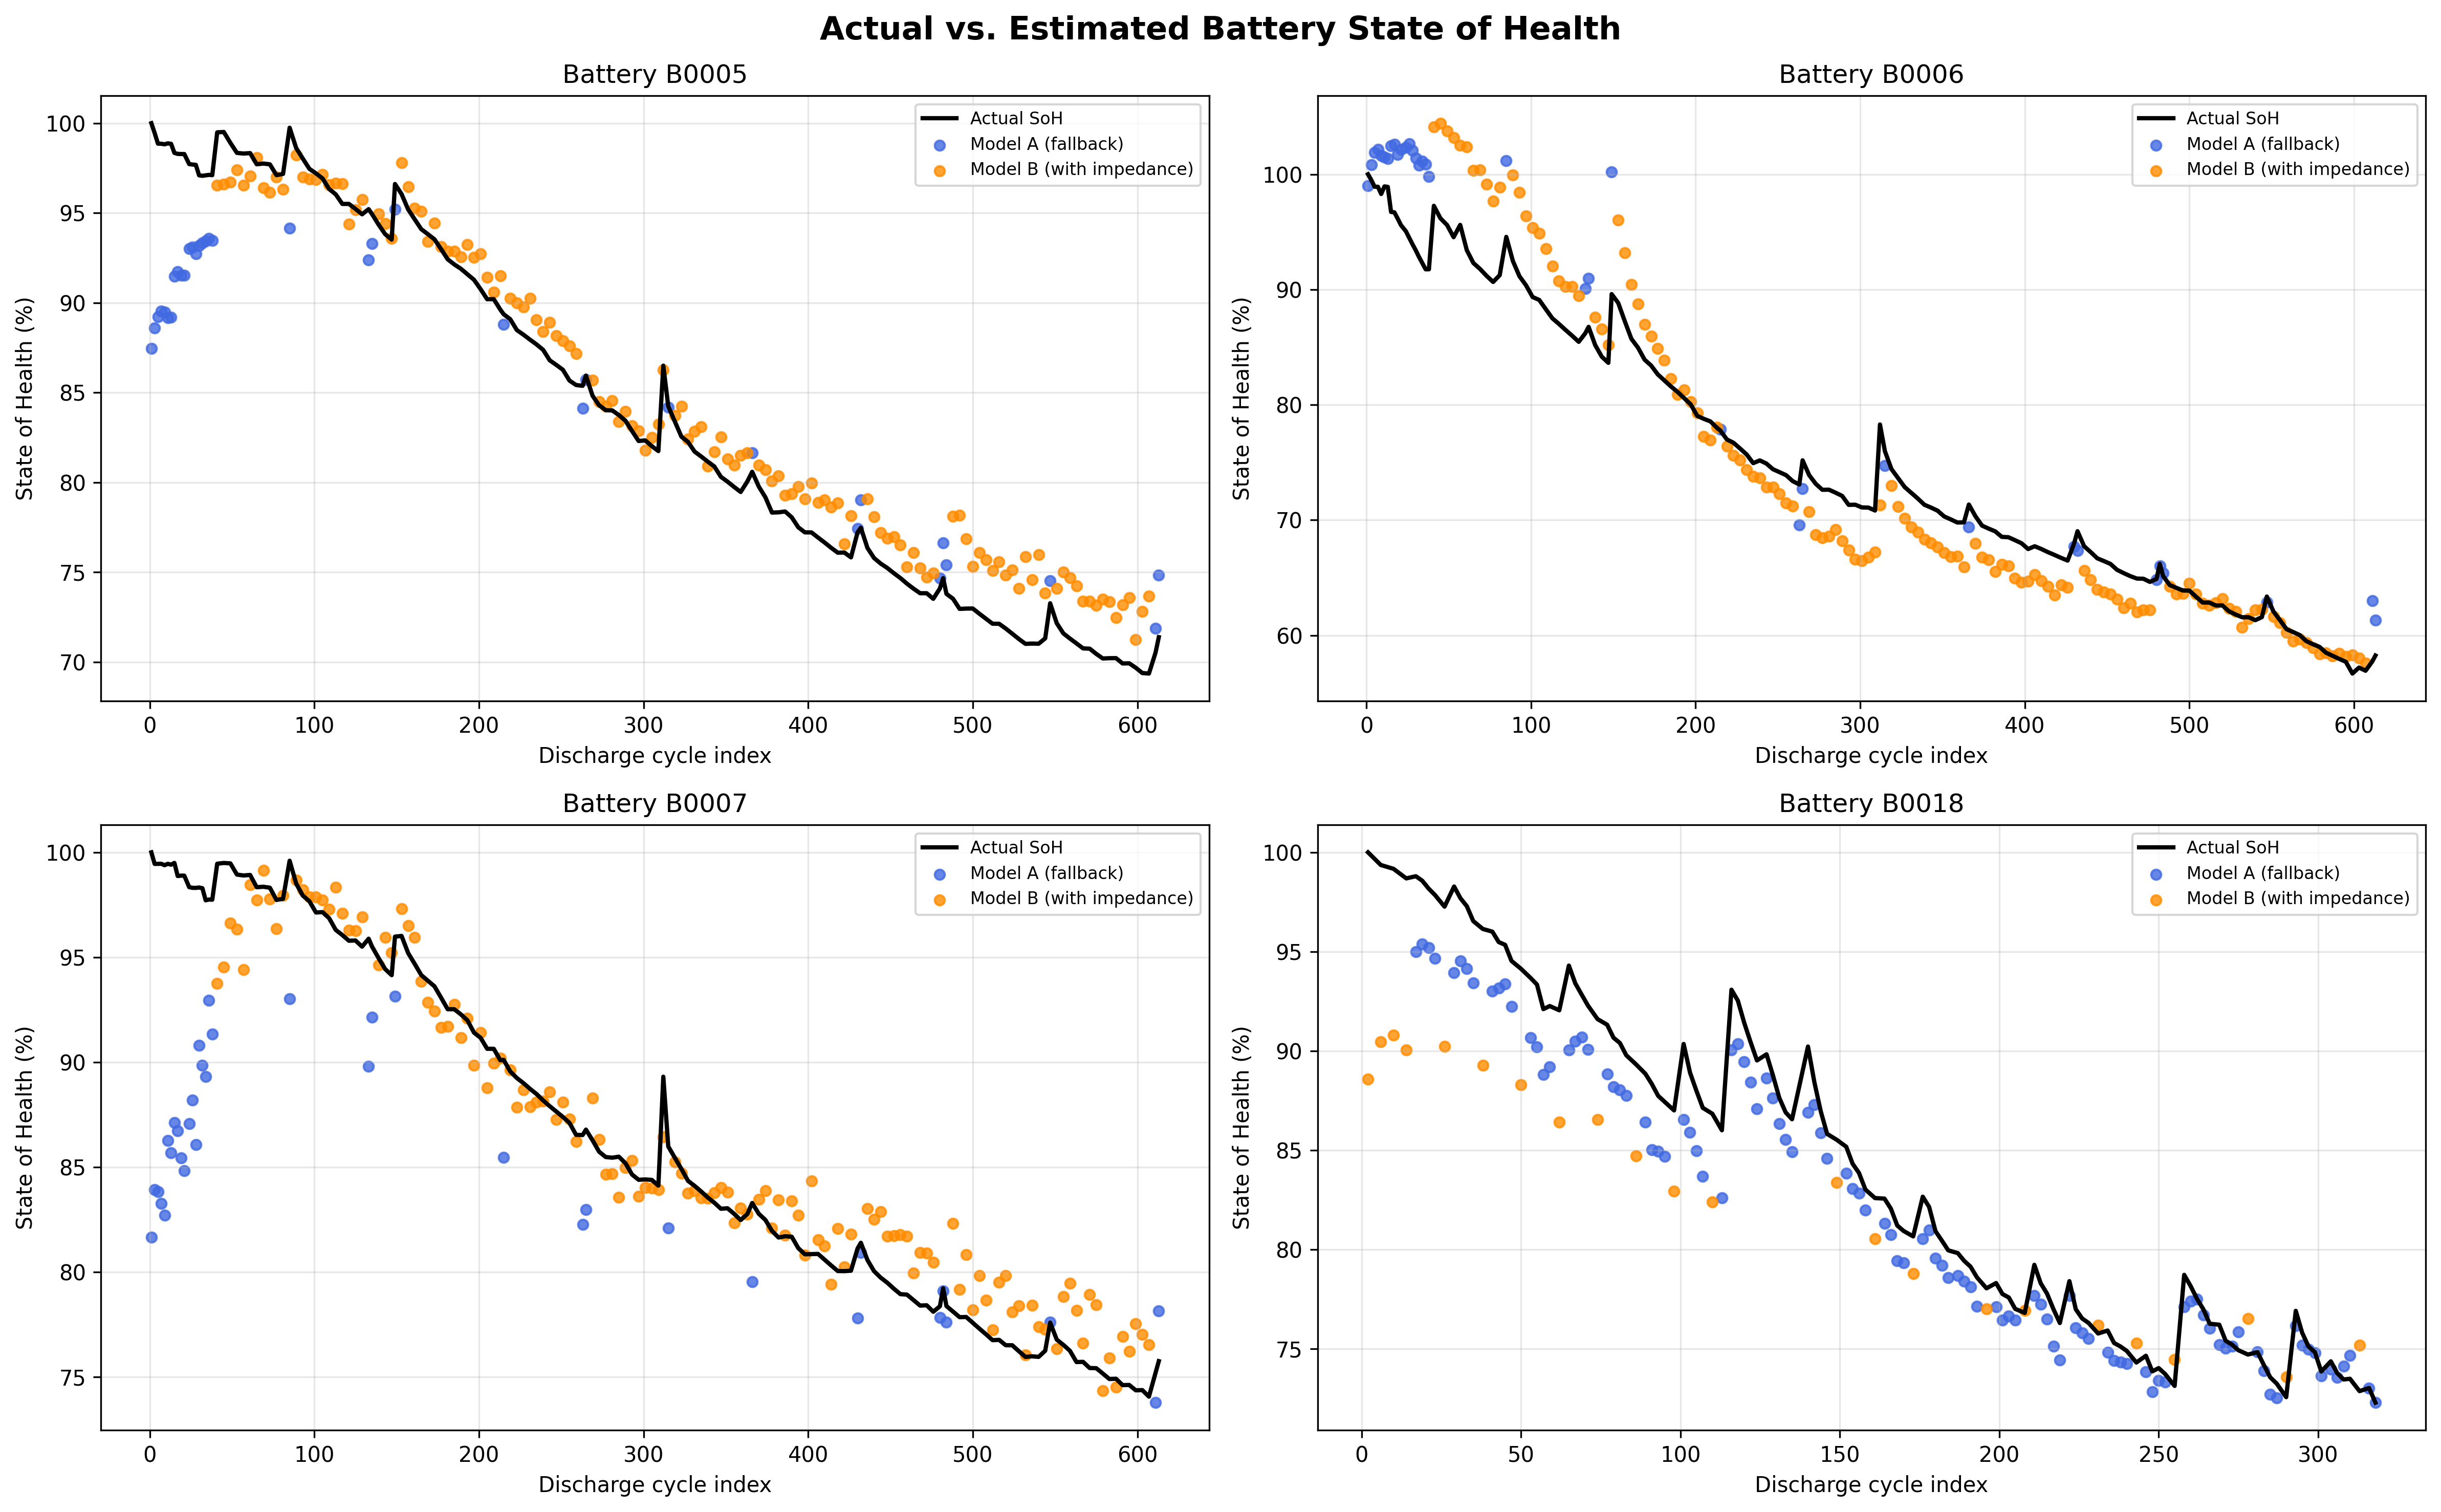 Actual vs. Estimated Battery State of Health
Battery B0005
State of Health (%)
100
95
90
85
80
75
70
Actual SoH
Model A (fallback)
Model B (with impedance)
0 100 200 300 400 500 600
Discharge cycle index
Battery B0006
State of Health (%)
100
90
80
70
60
Actual SoH
Model A (fallback)
Model B (with impedance)
0 100 200 300 400 500 600
Discharge cycle index
Battery B0007
State of Health (%)
100
95
90
85
80
75
Actual SoH
Model A (fallback)
Model B (with impedance)
0 100 200 300 400 500 600
Discharge cycle index
Battery B0018
State of Health (%)
100
95
90
85
80
75
Actual SoH
Model A (fallback)
Model B (with impedance)
0 50 100 150 200 250 300
Discharge cycle index